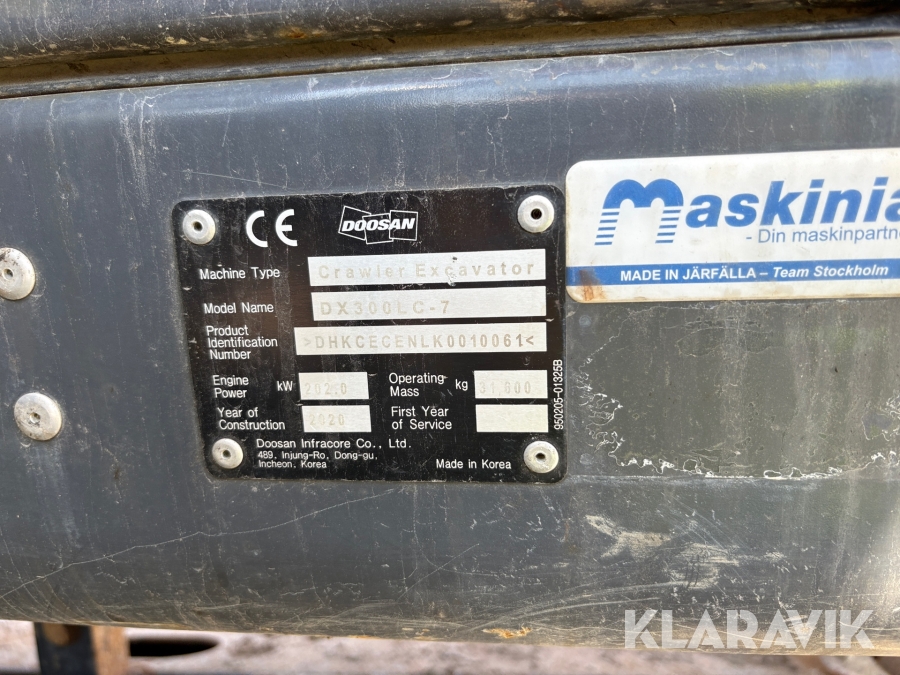 CE
DOOSAN
Machine Type Crawler Excavator
Model Name DX300LC-7
Product Identification Number >DHKCECENLK0010061<
Engine Power kW 202.0 Operating Mass kg 31,000
Year of Construction 2020 First Year of Service
Doosan Infracore Co., Ltd.
489, Injung-Ro, Dong-gu,
Incheon, Korea
Made in Korea
950205-01325B
Maskinia
- Din maskinpartne
MADE IN JÄRFÄLLA – Team Stockholm
KLARAVIK